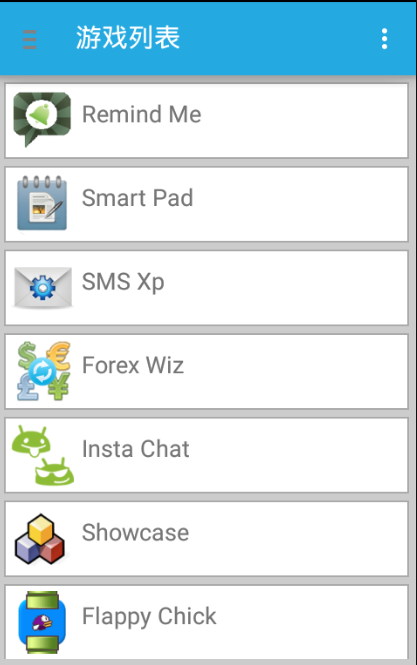 游戏列表
Remind Me
Smart Pad
SMS Xp
Forex Wiz
Insta Chat
Showcase
Flappy Chick